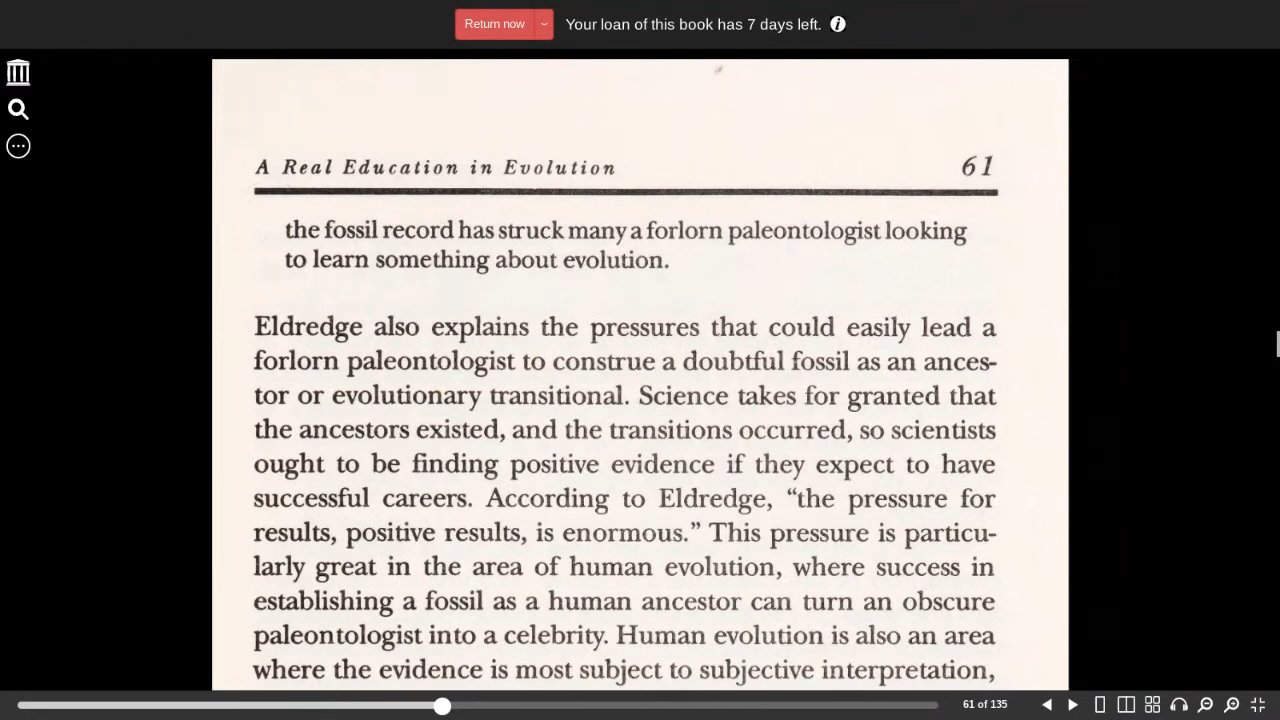 Return now
Your loan of this book has 7 days left.
A Real Education in Evolution 61
the fossil record has struck many a forlorn paleontologist looking
to learn something about evolution.
Eldredge also explains the pressures that could easily lead a
forlorn paleontologist to construe a doubtful fossil as an ances-
tor or evolutionary transitional. Science takes for granted that
the ancestors existed, and the transitions occurred, so scientists
ought to be finding positive evidence if they expect to have
successful careers. According to Eldredge, “the pressure for
results, positive results, is enormous.” This pressure is particu-
larly great in the area of human evolution, where success in
establishing a fossil as a human ancestor can turn an obscure
paleontologist into a celebrity. Human evolution is also an area
where the evidence is most subject to subjective interpretation,
61 of 135